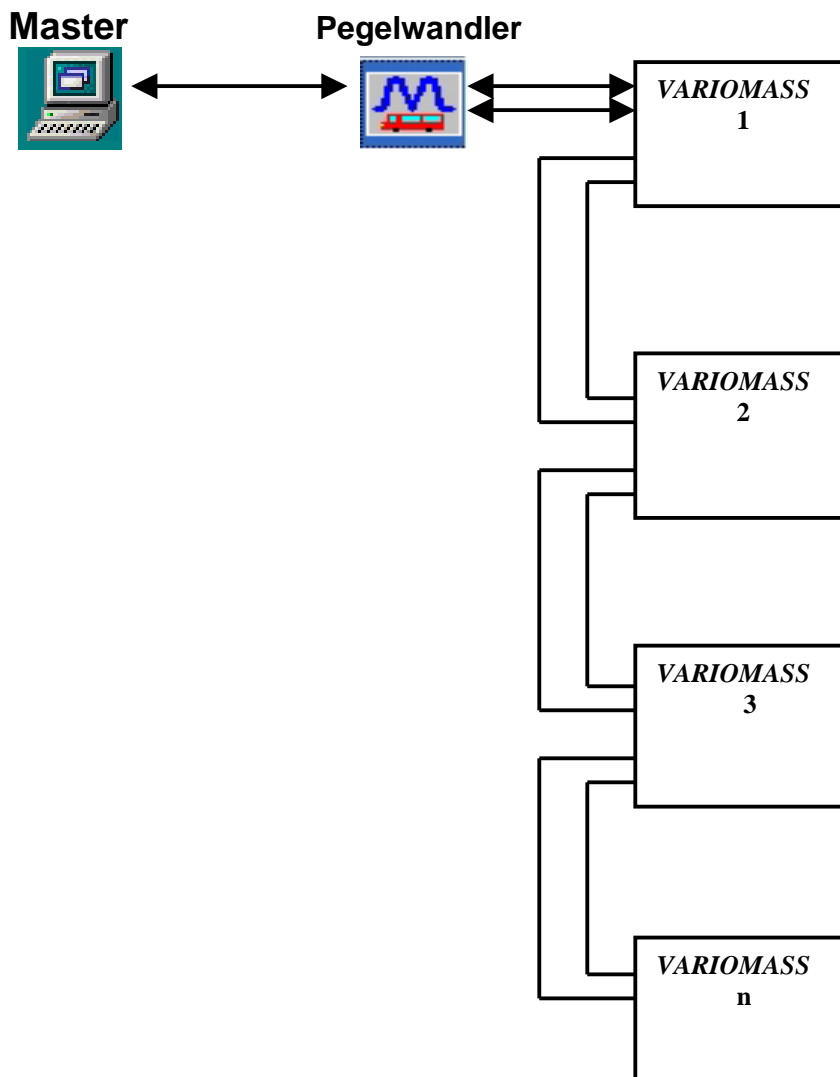 Master
Pegelwandler
VARIOMASS
1
VARIOMASS
2
VARIOMASS
3
VARIOMASS
n